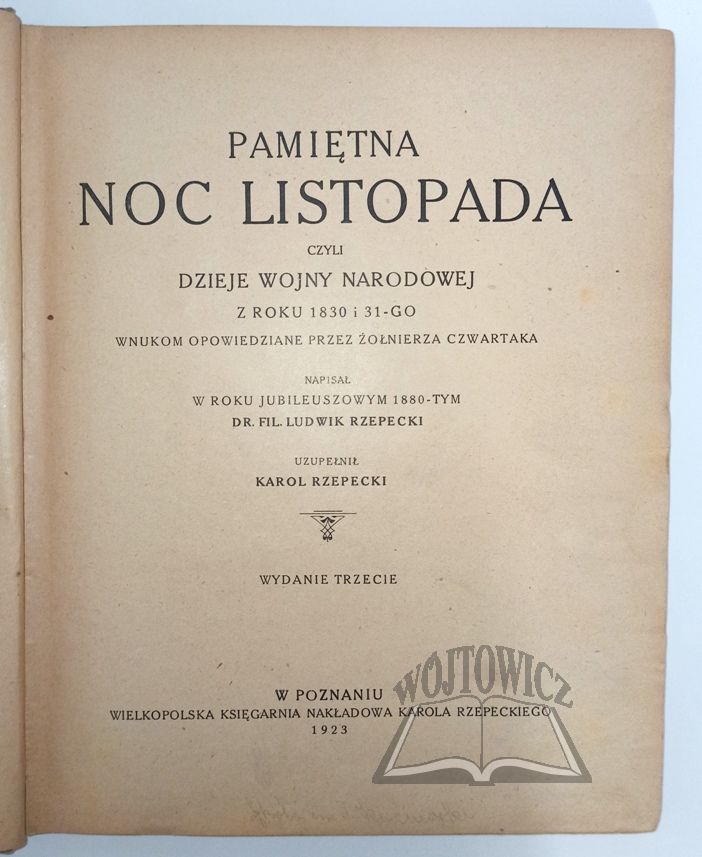 PAMIĘTNA
NOC LISTOPADA
CZYLI
DZIEJE WOJNY NARODOWEJ
Z ROKU 1830 i 31-GO
WNUKOM OPOWIEDZIANE PRZEZ ŻOŁNIERZA CZWARTAKA
NAPISAŁ
W ROKU JUBILEUSZOWYM 1880-TYM
DR. FIL. LUDWIK RZEPECKI
UZUPEŁNIŁ
KAROL RZEPECKI
WYDANIE TRZECIE
WÓJTOWICZ
W POZNANIU
WIELKOPOLSKA KSIĘGARNIA NAKŁADOWA KAROLA RZEPECKIEGO
1923